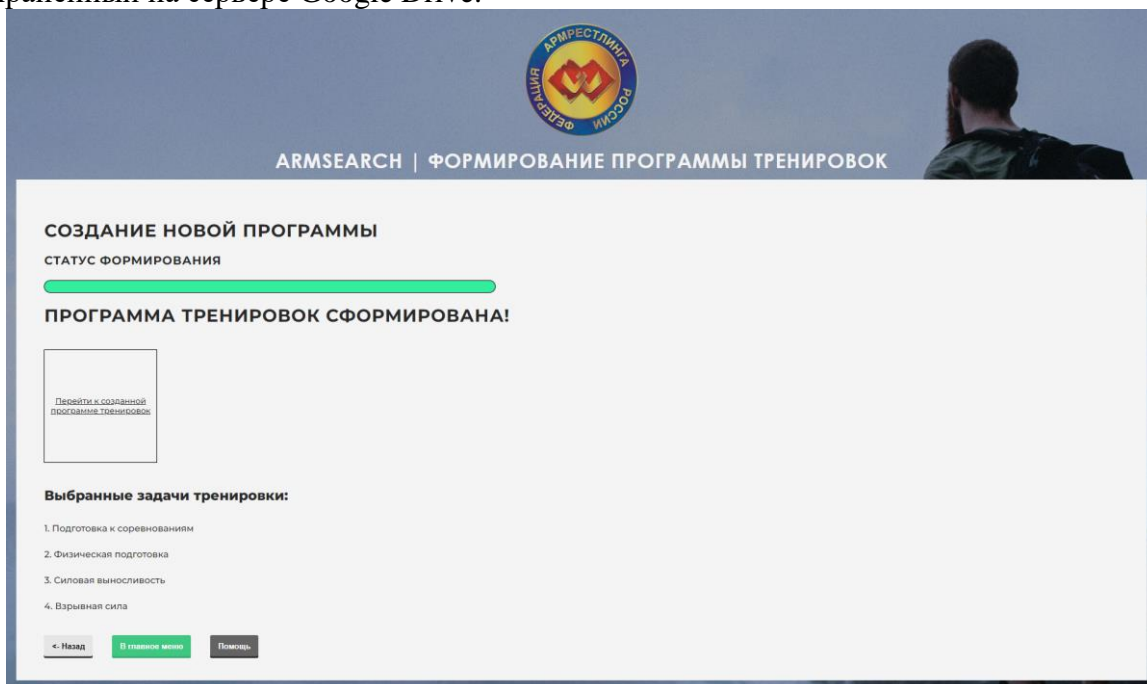 на сервере Google Drive.
ФЕДЕРАЦИЯ АРМРЕСТЛИНГА РОССИИ
ARMSEARCH | ФОРМИРОВАНИЕ ПРОГРАММЫ ТРЕНИРОВОК
СОЗДАНИЕ НОВОЙ ПРОГРАММЫ
СТАТУС ФОРМИРОВАНИЯ
ПРОГРАММА ТРЕНИРОВОК СФОРМИРОВАНА!
Перейти к созданной
программе тренировок
Выбранные задачи тренировки:
1. Подготовка к соревнованиям
2. Физическая подготовка
3. Силовая выносливость
4. Взрывная сила
<- Назад В главное меню Помощь